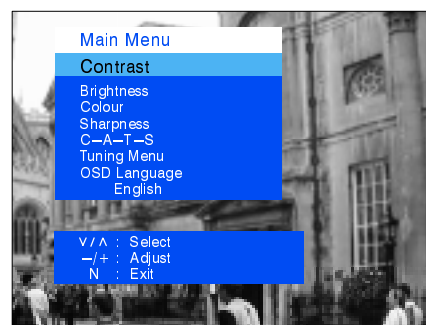 Main Menu
Contrast
Brightness
Colour
Sharpness
C–A–T–S
Tuning Menu
OSD Language
English
∨/∧ : Select
–/+ : Adjust
N : Exit